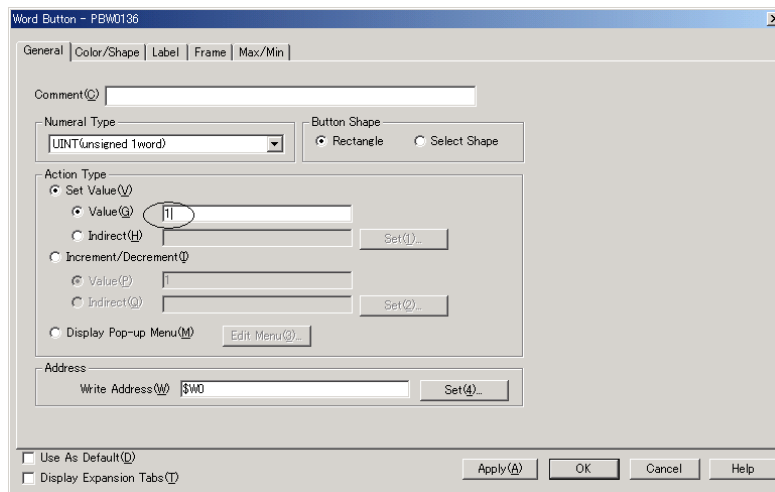 Word Button - PBW0136
General Color/Shape Label Frame Max/Min
Comment(C)
Numeral Type
UINT(unsigned 1word)
Button Shape
Rectangle Select Shape
Action Type
Set Value(V)
Value(G) 1
Indirect(H) Set(1)...
Increment/Decrement(I)
Value(P) 1
Indirect(Q) Set(2)...
Display Pop-up Menu(M) Edit Menu(3)...
Address
Write Address(W) $W0 Set(4)...
Use As Default(D)
Display Expansion Tabs(T)
Apply(A) OK Cancel Help